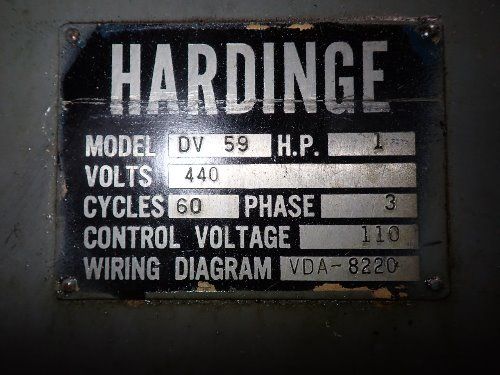 HARDINGE
MODEL DV 59 H.P. 1
VOLTS 440
CYCLES 60 PHASE 3
CONTROL VOLTAGE 110
WIRING DIAGRAM VDA-8220